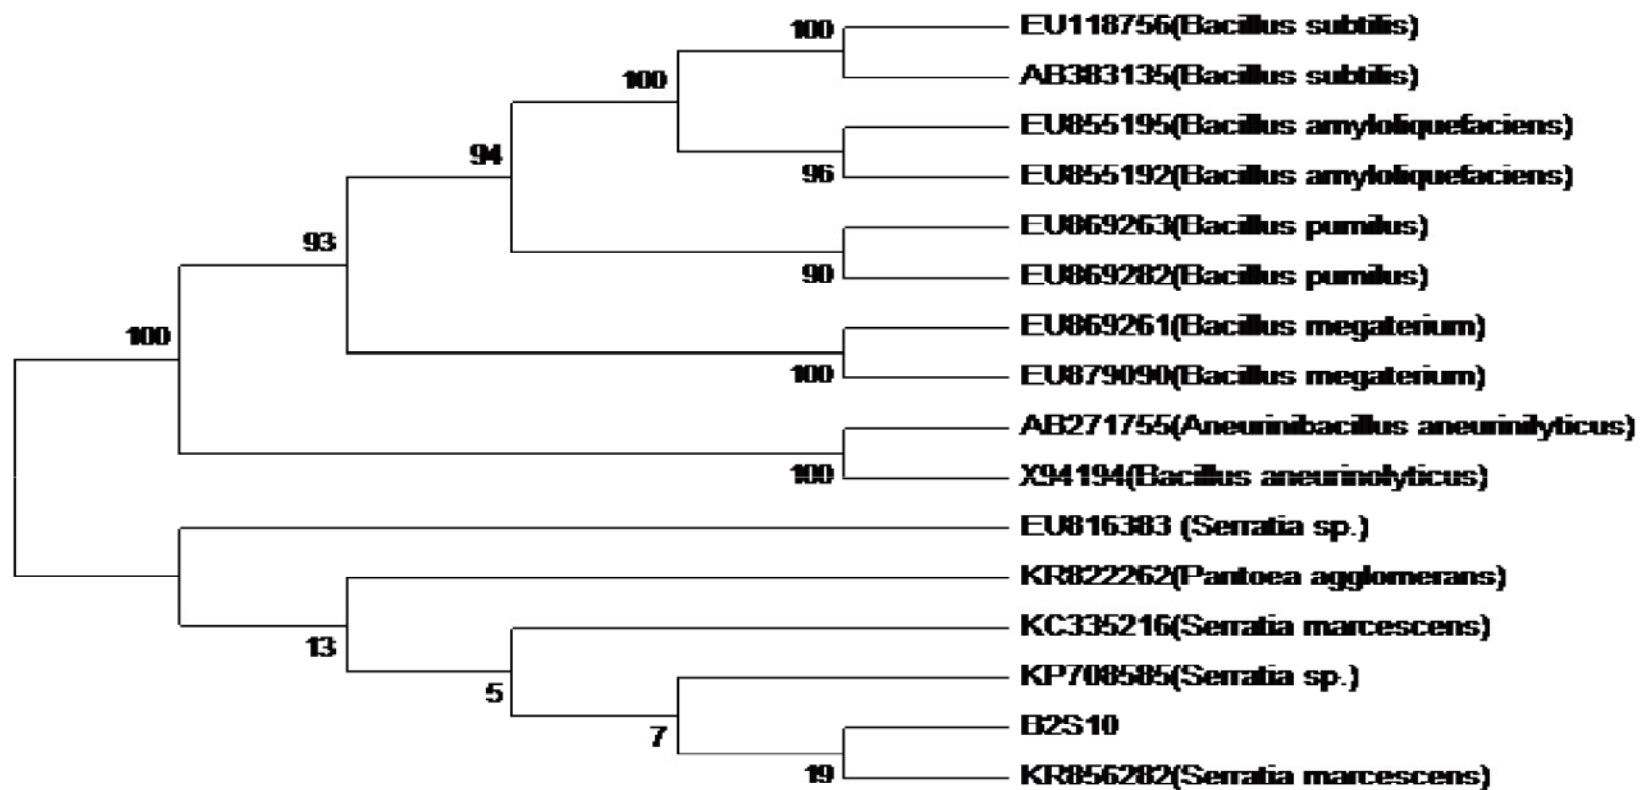 100
EU118756(Bacillus subtilis)
100
AB383135(Bacillus subtilis)
EU855195(Bacillus amyloliquefaciens)
94
96
EU855192(Bacillus amyloliquefaciens)
EU869263(Bacillus pumilus)
93
90
EU869282(Bacillus pumilus)
100
EU869261(Bacillus megaterium)
100
EU879090(Bacillus megaterium)
AB271755(Aneurinibacillus aneurinilyticus)
100
X94194(Bacillus aneurinolyticus)
EU816383 (Serratia sp.)
KR822262(Pantoea agglomerans)
13
KC335216(Serratia marcescens)
5
KP708585(Serratia sp.)
7
B2S10
19
KR856282(Serratia marcescens)